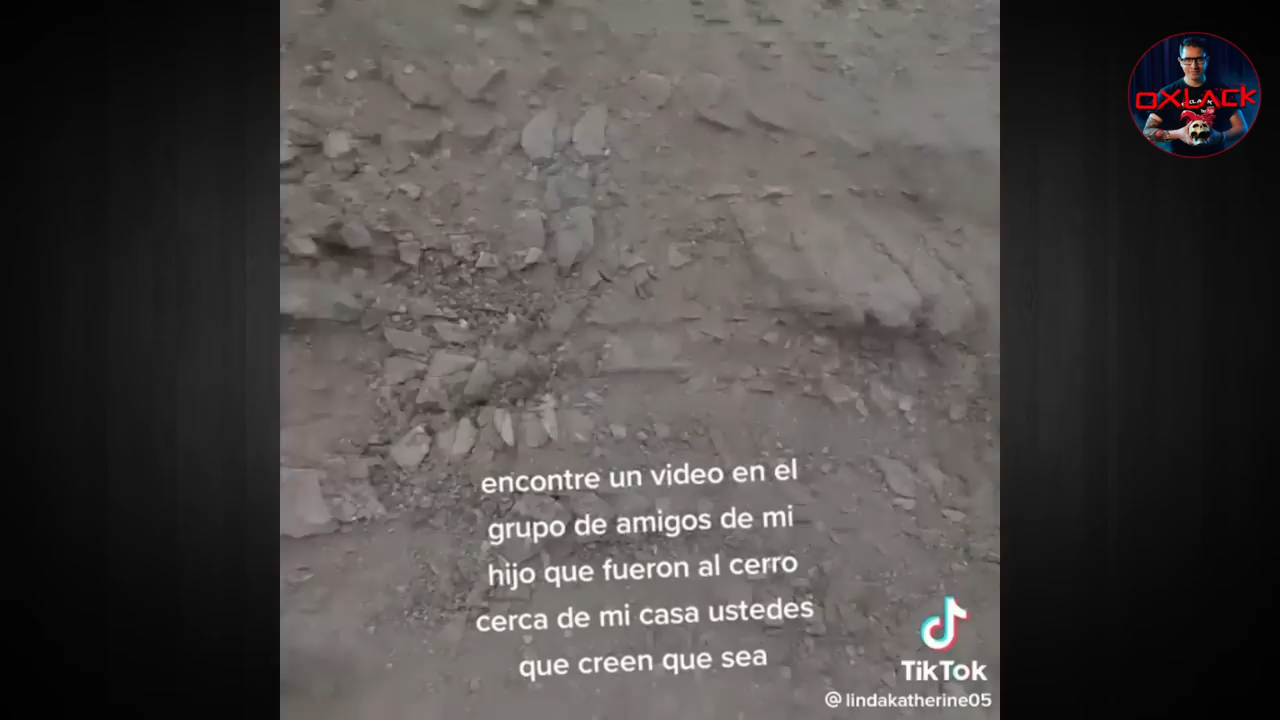 OXLACK
encontre un video en el
grupo de amigos de mi
hijo que fueron al cerro
cerca de mi casa ustedes
que creen que sea
TikTok
@lindakatherine05